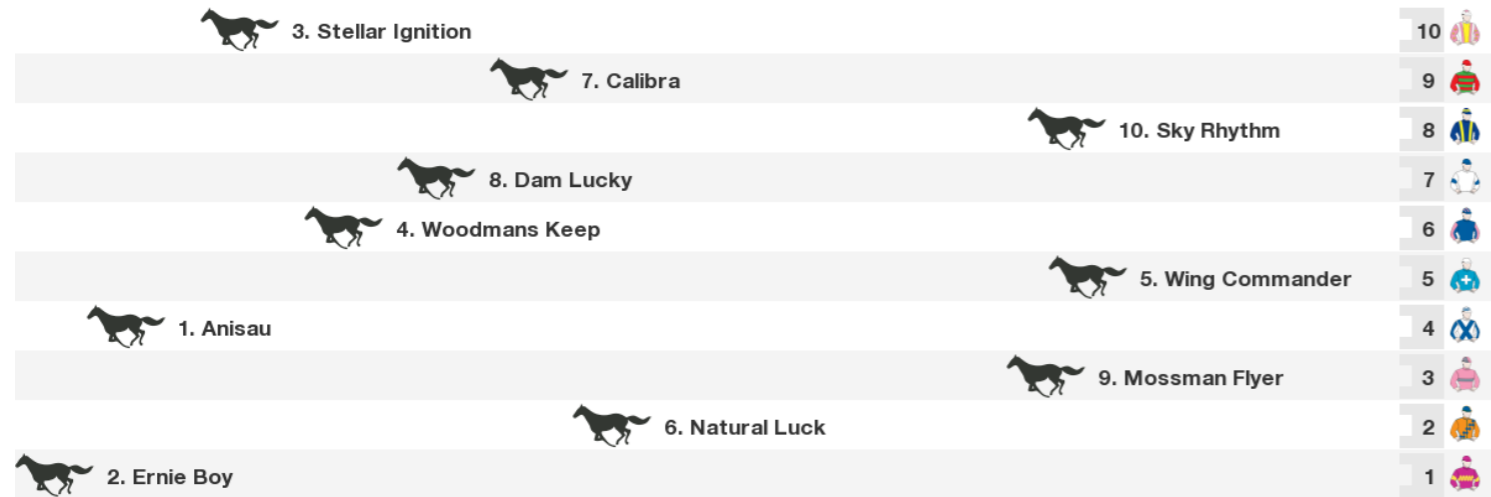 3. Stellar Ignition 10
7. Calibra 9
10. Sky Rhythm 8
8. Dam Lucky 7
4. Woodmans Keep 6
5. Wing Commander 5
1. Anisau 4
9. Mossman Flyer 3
6. Natural Luck 2
2. Ernie Boy 1